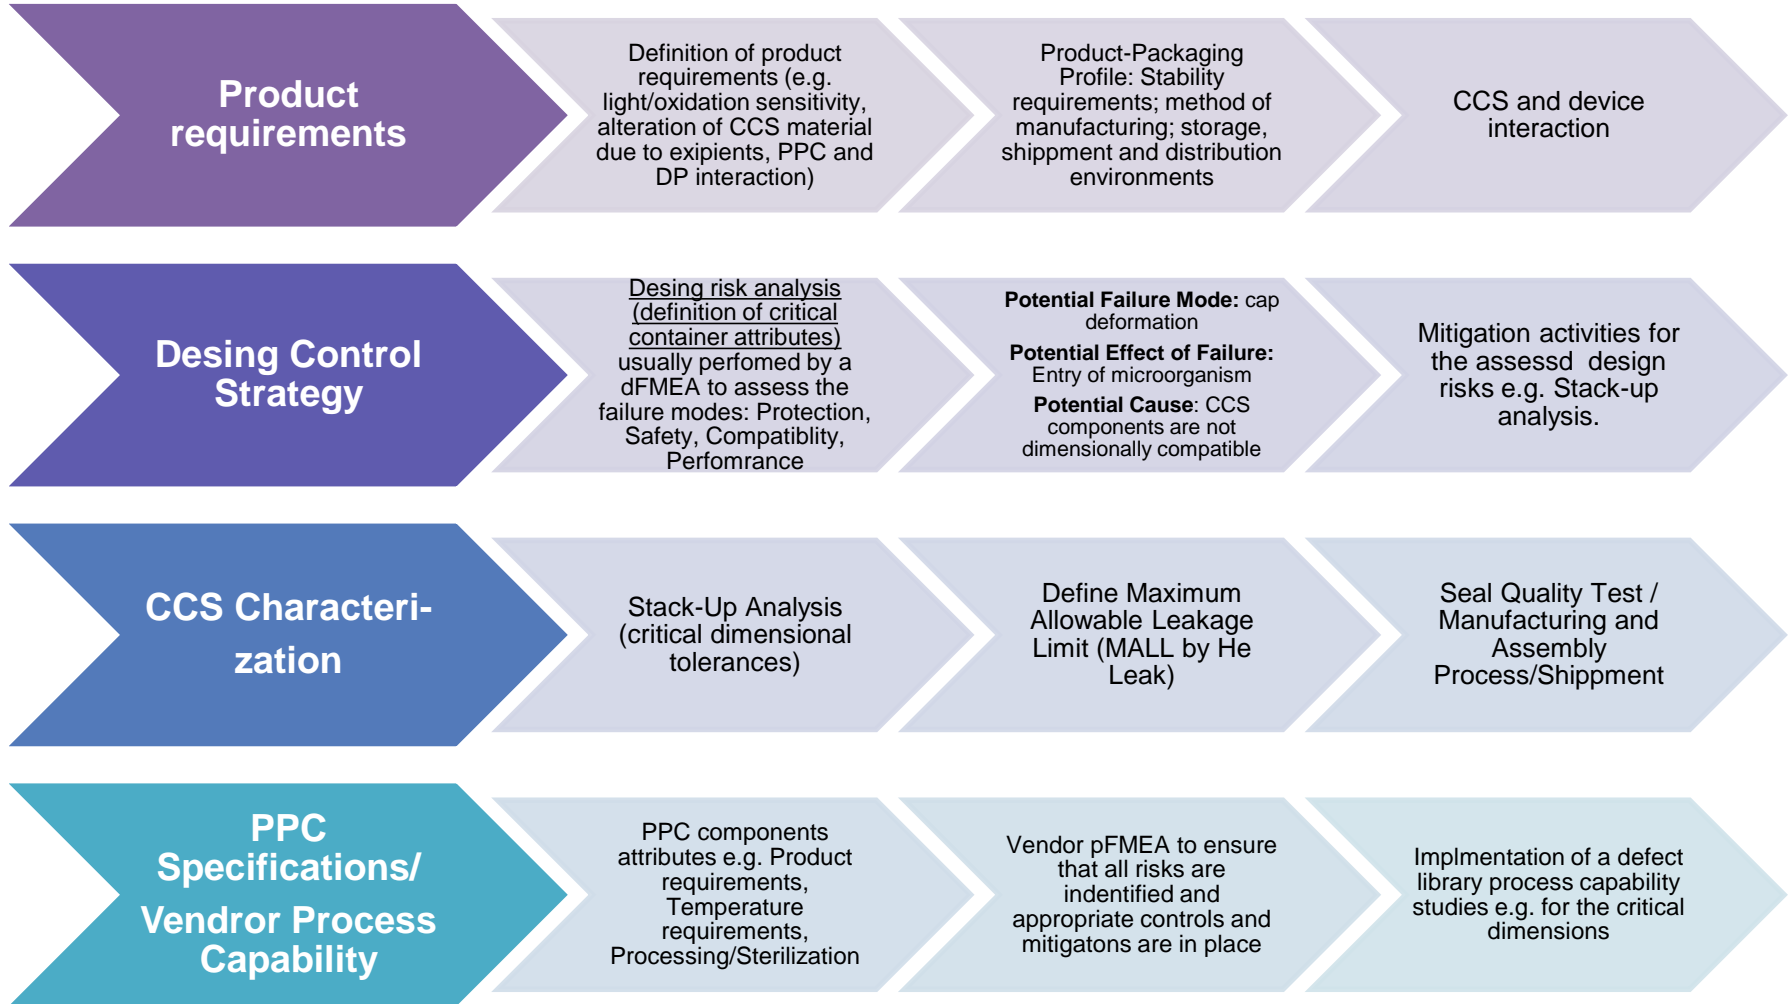 Product
requirements
Definition of product
requirements (e.g.
light/oxidation sensitivity,
alteration of CCS material
due to exipients, PPC and
DP interaction)
Product-Packaging
Profile: Stability
requirements; method of
manufacturing; storage,
shippment and distribution
environments
CCS and device
interaction
Desing Control
Strategy
Desing risk analysis
(definition of critical
container attributes)
usually perfomed by a
dFMEA to assess the
failure modes: Protection,
Safety, Compatiblity,
Perfomrance
Potential Failure Mode: cap
deformation
Potential Effect of Failure:
Entry of microorganism
Potential Cause: CCS
components are not
dimensionally compatible
Mitigation activities for
the assessd design
risks e.g. Stack-up
analysis.
CCS Characteri-
zation
Stack-Up Analysis
(critical dimensional
tolerances)
Define Maximum
Allowable Leakage
Limit (MALL by He
Leak)
Seal Quality Test /
Manufacturing and
Assembly
Process/Shippment
PPC
Specifications/
Vendror Process
Capability
PPC components
attributes e.g. Product
requirements,
Temperature
requirements,
Processing/Sterilization
Vendor pFMEA to ensure
that all risks are
indentified and
appropriate controls and
mitigatons are in place
Implmentation of a defect
library process capability
studies e.g. for the critical
dimensions